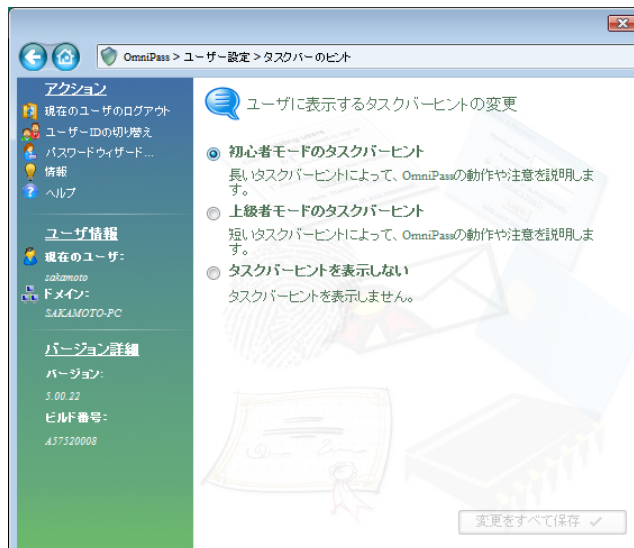 OmniPass > ユーザー設定 > タスクバーのヒント
アクション
現在のユーザのログアウト
ユーザーIDの切り替え
パスワードウィザード...
情報
ヘルプ
ユーザ情報
現在のユーザ:
sakamoto
ドメイン:
SAKAMOTO-PC
バージョン詳細
バージョン:
5.00.22
ビルド番号:
A57520008
ユーザに表示するタスクバーヒントの変更
初心者モードのタスクバーヒント
長いタスクバーヒントによって、OmniPassの動作や注意を説明しま
す。
上級者モードのタスクバーヒント
短いタスクバーヒントによって、OmniPassの動作や注意を説明しま
す。
タスクバーヒントを表示しない
タスクバーヒントを表示しません。
変更をすべて保存